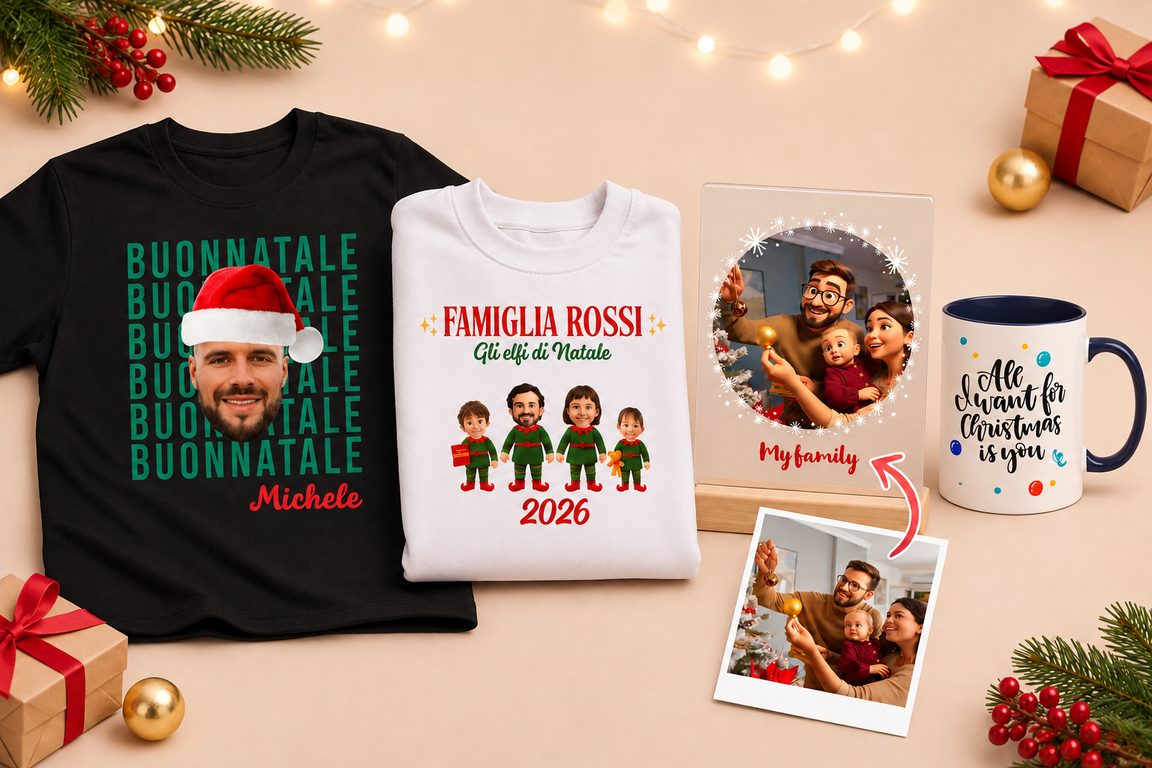 BUONNATALE
BUONNATALE
BUONNATALE
BUONNATALE
BUONNATALE
BUONNATALE
Michele
FAMIGLIA ROSSI
Gli elfi di Natale
2026
My family
All
I want for
Christmas
is you